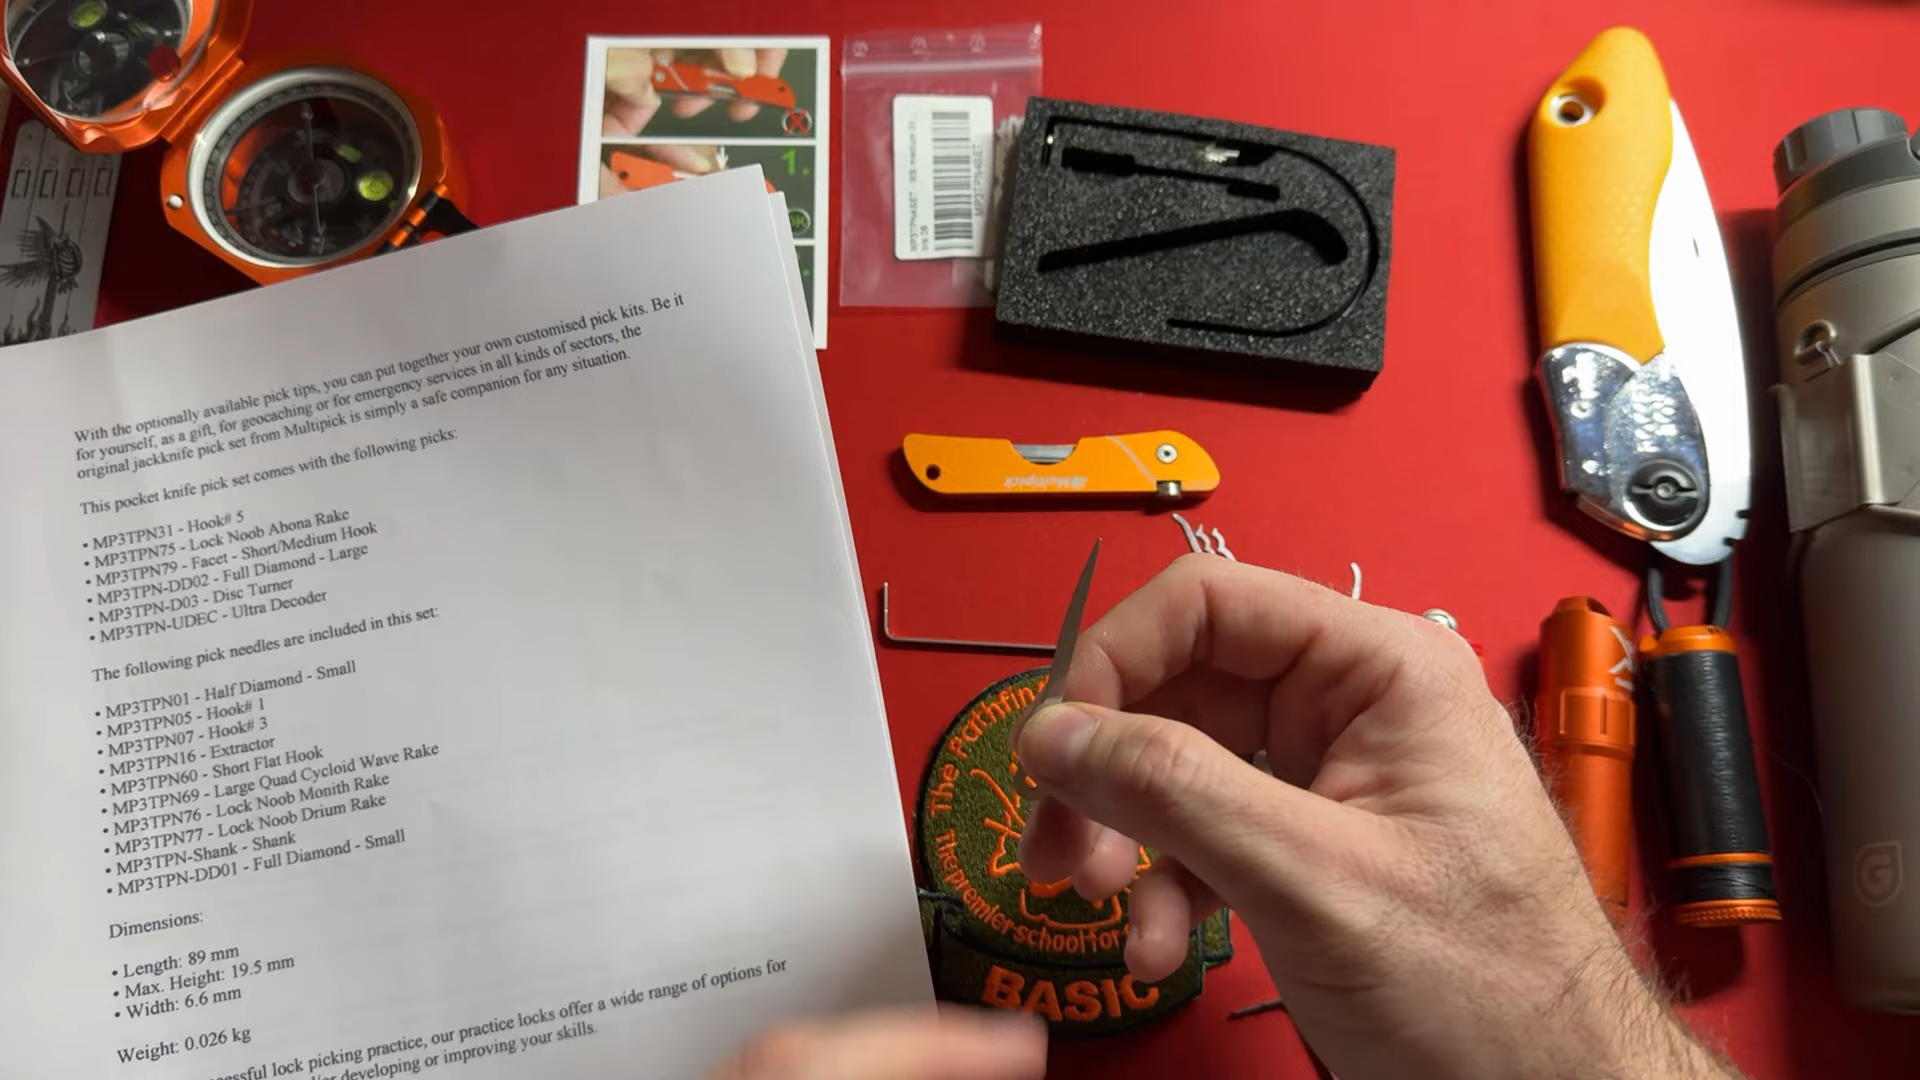 With the optionally available pick tips, you can put together your own customised pick kits. Be it
for yourself, as a gift, for geocaching or for emergency services in all kinds of sectors, the
original jackknife pick set from Multipick is simply a safe companion for any situation.
This pocket knife pick set comes with the following picks:
• MP3TPN31 - Hook# 5
• MP3TPN75 - Lock Noob Abona Rake
• MP3TPN79 - Facet - Short/Medium Hook
• MP3TPN-DD02 - Full Diamond - Large
• MP3TPN-D03 - Disc Turner
• MP3TPN-UDEC - Ultra Decoder
The following pick needles are included in this set:
• MP3TPN01 - Half Diamond - Small
• MP3TPN05 - Hook# 1
• MP3TPN07 - Hook# 3
• MP3TPN16 - Extractor
• MP3TPN60 - Short Flat Hook
• MP3TPN69 - Large Quad Cycloid Wave Rake
• MP3TPN76 - Lock Noob Monith Rake
• MP3TPN77 - Lock Noob Drium Rake
• MP3TPN-Shank - Shank
• MP3TPN-DD01 - Full Diamond - Small
Dimensions:
• Length: 89 mm
• Max. Height: 19.5 mm
• Width: 6.6 mm
Weight: 0.026 kg
lock picking practice, our practice locks offer a wide range of options for
developing or improving your skills.
1.
Multipick
The
The premier school for
BASIC
G